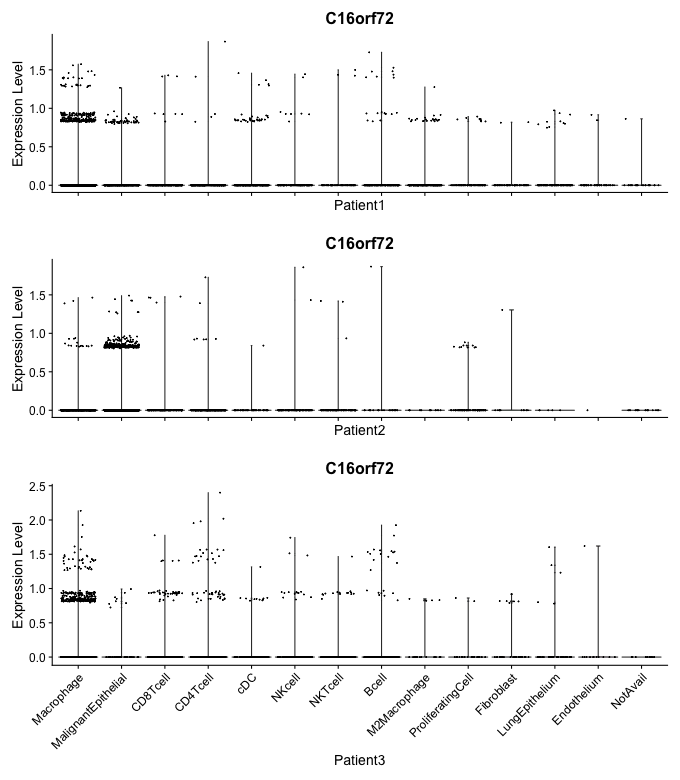 C16orf72
Expression Level
1.5
1.0
0.5
0.0
Patient1
C16orf72
Expression Level
1.5
1.0
0.5
0.0
Patient2
C16orf72
Expression Level
2.5
2.0
1.5
1.0
0.5
0.0
Macrophage
MalignantEpithelial
CD8Tcell
CD4Tcell
cDC
NKcell
NKTcell
Bcell
M2Macrophage
ProliferatingCell
Fibroblast
LungEpithelium
Endothelium
NotAvail
Patient3